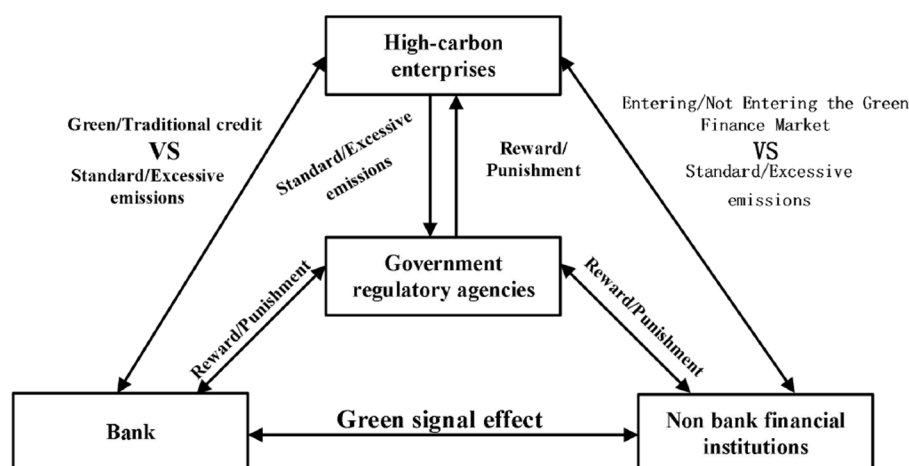 High-carbon
enterprises
Green/Traditional credit
VS
Standard/Excessive
emissions
Standard/Excessive
emissions
Reward/
Punishment
Entering/Not Entering the Green
Finance Market
VS
Standard/Excessive
emissions
Government
regulatory agencies
Reward/Punishment
Reward/Punishment
Bank
Green signal effect
Non bank financial
institutions